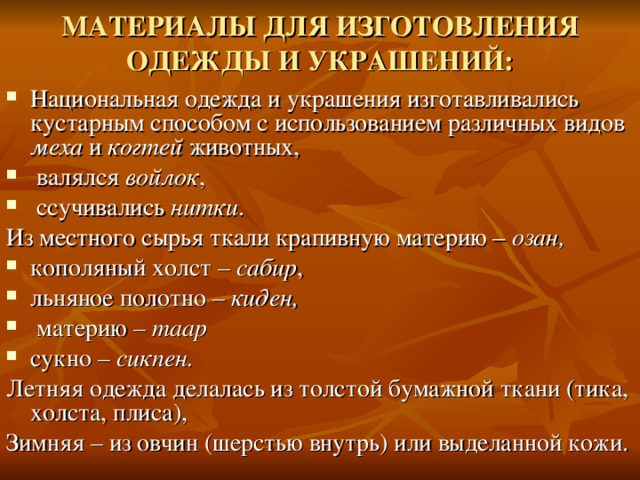 МАТЕРИАЛЫ ДЛЯ ИЗГОТОВЛЕНИЯ
ОДЕЖДЫ И УКРАШЕНИЙ:
Национальная одежда и украшения изготавливались
кустарным способом с использованием различных видов
меха и когтей животных,
валялся войлок,
ссучивались нитки.
Из местного сырья ткали крапивную материю – озан,
кополяный холст – сабир,
льняное полотно – киден,
материю – таар
сукно – сикпен.
Летняя одежда делалась из толстой бумажной ткани (тика,
холста, плиса),
Зимняя – из овчин (шерстью внутрь) или выделанной кожи.